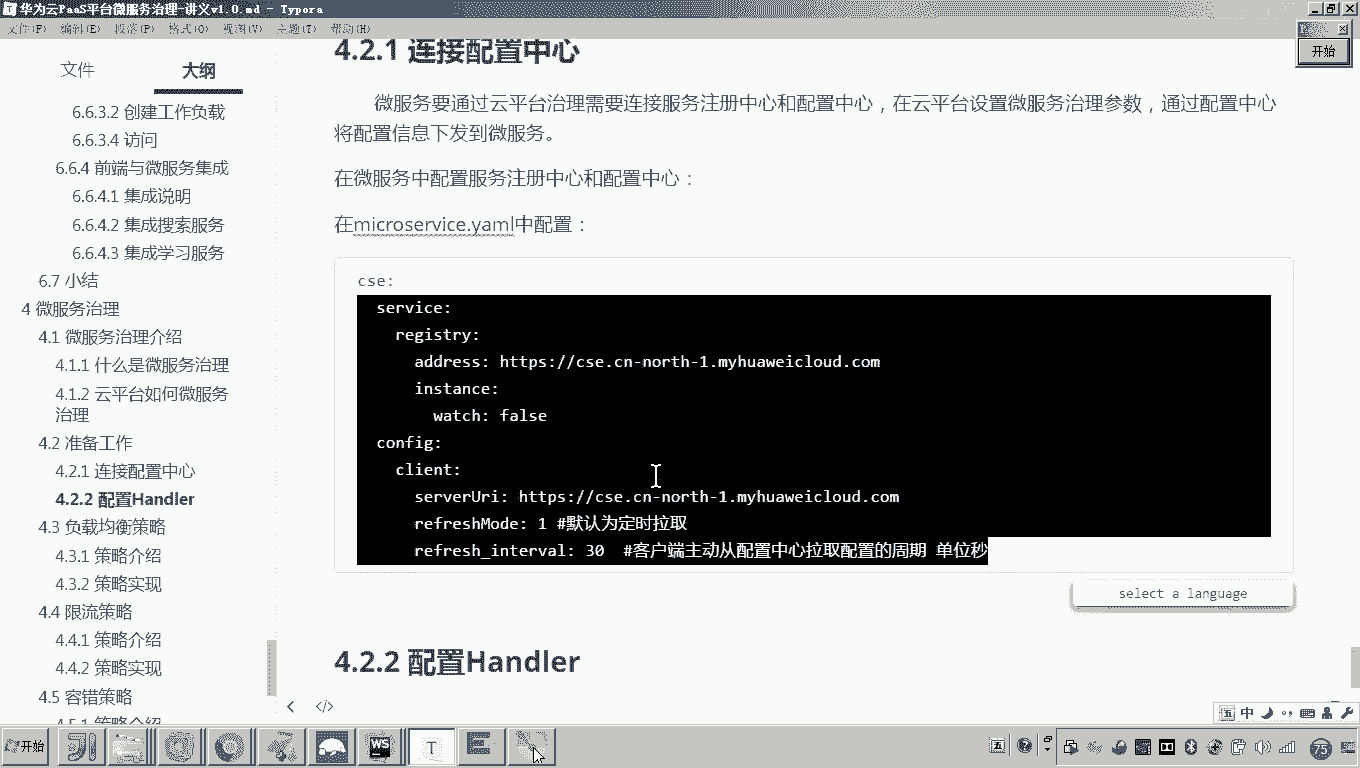 华为云PaaS平台微服务治理-讲义v1.0.md - Typora
文件(F) 编辑(E) 段落(P) 格式(O) 视图(V) 主题(T) 帮助(H)
开始
文件 大纲
6.6.3.2 创建工作负载
6.6.3.4 访问
6.6.4 前端与微服务集成
6.6.4.1 集成说明
6.6.4.2 集成搜索服务
6.6.4.3 集成学习服务
6.7 小结
4 微服务治理
4.1 微服务治理介绍
4.1.1 什么是微服务治理
4.1.2 云平台如何微服务
治理
4.2 准备工作
4.2.1 连接配置中心
4.2.2 配置Handler
4.3 负载均衡策略
4.3.1 策略介绍
4.3.2 策略实现
4.4 限流策略
4.4.1 策略介绍
4.4.2 策略实现
4.5 容错策略
4.5.1 策略介绍
4.2.1 连接配置中心
微服务要通过云平台治理需要连接服务注册中心和配置中心，在云平台设置微服务治理参数，通过配置中心
将配置信息下发到微服务。
在微服务中配置服务注册中心和配置中心：
在microservice.yaml中配置：
cse:
service:
registry:
address: https://cse.cn-north-1.myhuaweicloud.com
instance:
watch: false
config:
client:
serverUri: https://cse.cn-north-1.myhuaweicloud.com
refreshMode: 1 #默认为定时拉取
refresh_interval: 30 #客户端主动从配置中心拉取配置的周期 单位秒
select a language
4.2.2 配置Handler
五 中
开始
WS
T
E
五
75